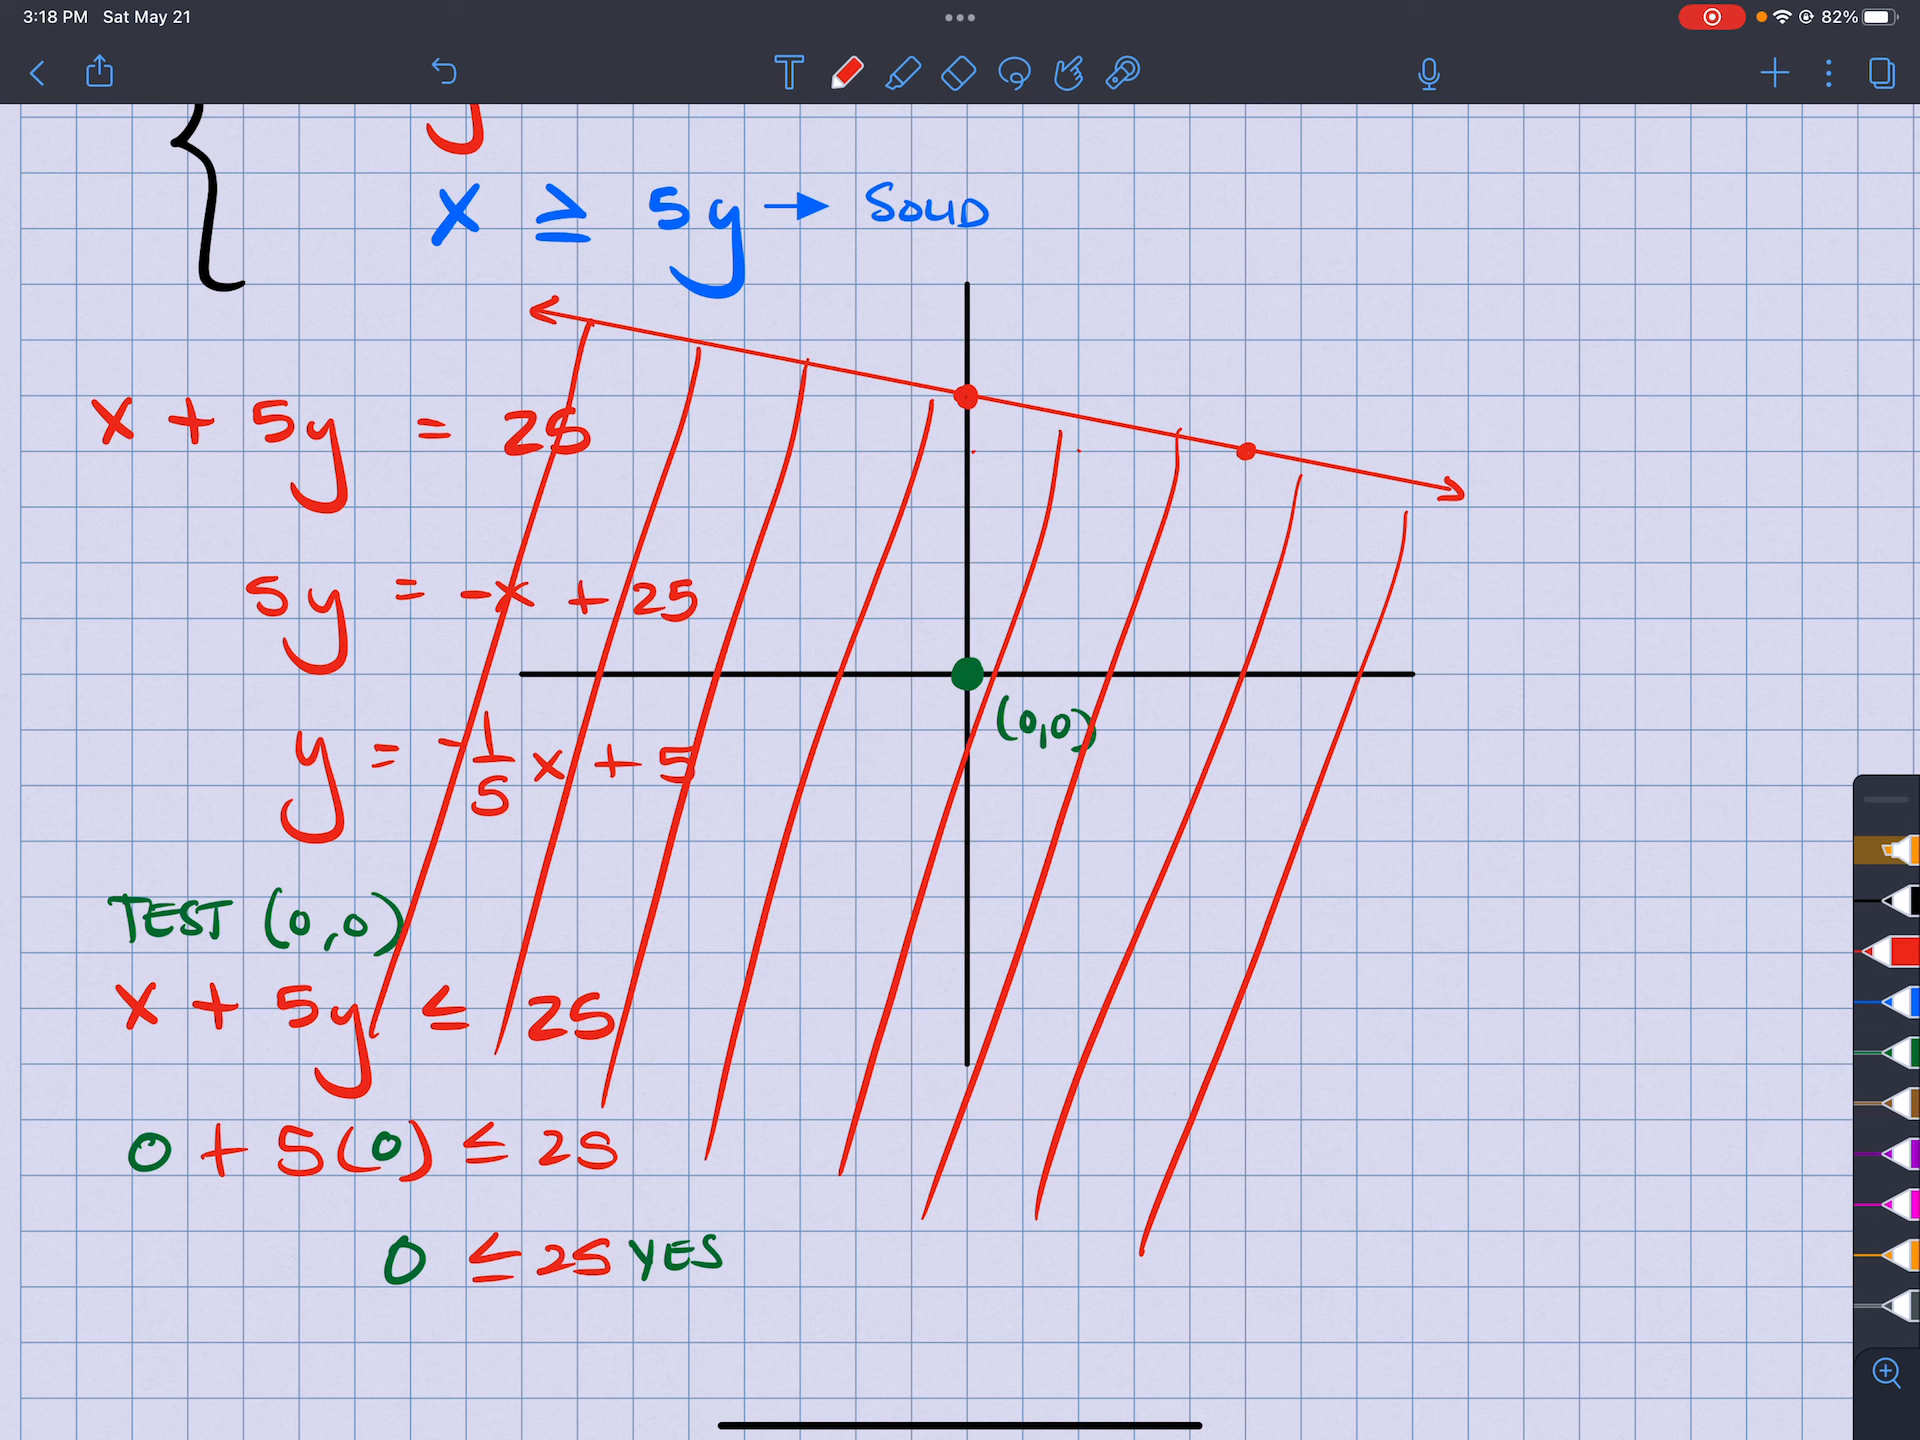 3:18 PM Sat May 21
82%
y
x ≥ 5y → SOLID
x + 5y = 25
5y = -x + 25
(0,0)
y = -1/5 x + 5
TEST (0,0)
x + 5y ≤ 25
0 + 5(0) ≤ 25
0 ≤ 25 YES